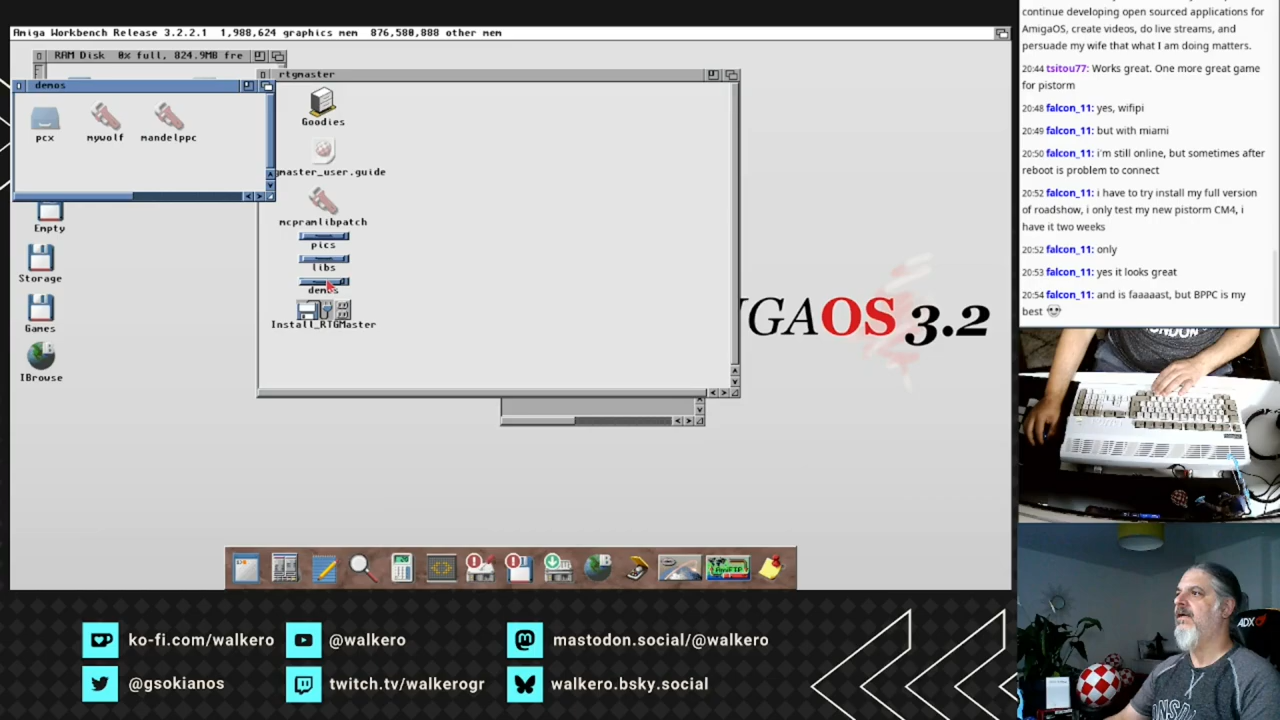 Amiga Workbench Release 3.2.2.1 1,988,624 graphics mem 876,580,888 other mem
RAM Disk 0% full, 824.9MB fre
rtgmaster
demos
pcx
mywolf
mandelppc
Goodies
gmaster_user.guide
mcpramlibpatch
pics
libs
demos
Install_RTGMaster
Empty
Storage
Games
IBrowse
GAOS 3.2
AmiFTP
continue developing open sourced applications for
AmigaOS, create videos, do live streams, and
persuade my wife that what I am doing matters.
20:44 tsitou77: Works great. One more great game
for pistorm
20:48 falcon_11: yes, wifipi
20:49 falcon_11: but with miami
20:50 falcon_11: i'm still online, but sometimes after
reboot is problem to connect
20:52 falcon_11: i have to try install my full version
of roadshow, i only test my new pistorm CM4, i
have it two weeks
20:52 falcon_11: only
20:53 falcon_11: yes it looks great
20:54 falcon_11: and is faaaaast, but BPPC is my
best
LONDON
ADX
ko-fi.com/walkero
@walkero
mastodon.social/@walkero
@gsokianos
twitch.tv/walkerogr
walkero.bsky.social